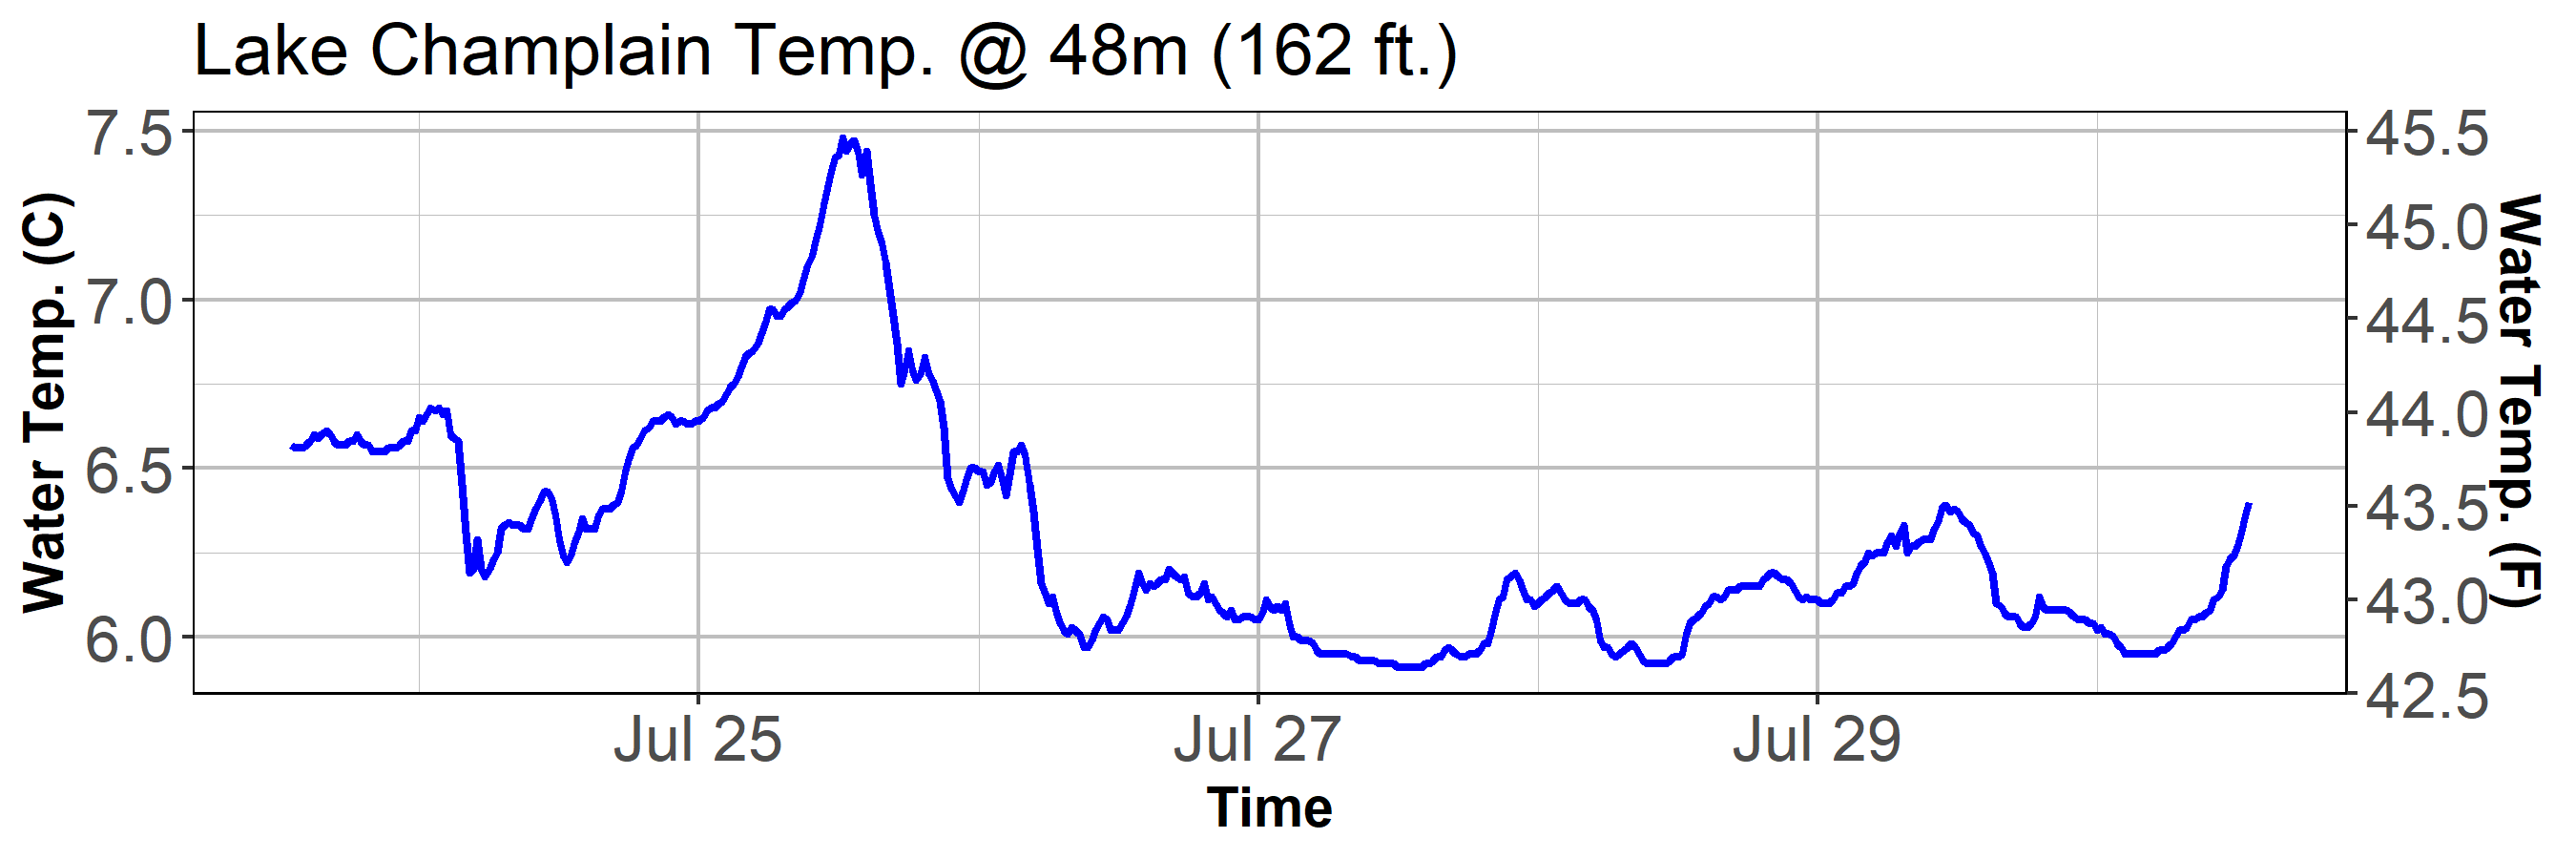 Lake Champlain Temp. @ 48m (162 ft.)
Water Temp. (C)
7.5
7.0
6.5
6.0
45.5
45.0
44.5
44.0
43.5
43.0
42.5
Water Temp. (F)
Jul 25
Jul 27
Jul 29
Time